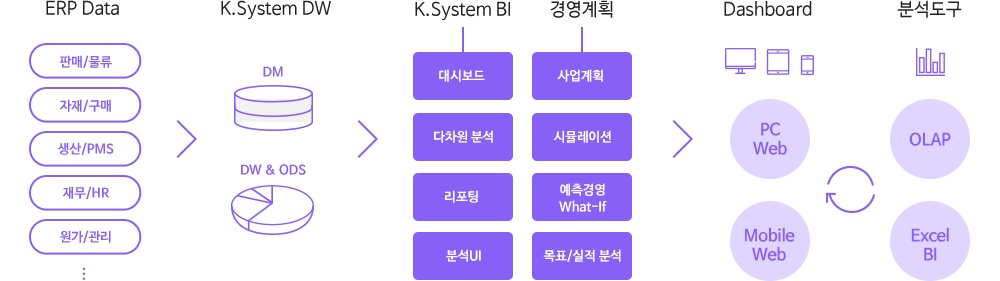 ERP Data
판매/물류
자재/구매
생산/PMS
재무/HR
원가/관리
K.System DW
DM
DW & ODS
K.System BI
대시보드
다차원 분석
리포팅
분석UI
경영계획
사업계획
시뮬레이션
예측경영
What-If
목표/실적 분석
Dashboard
PC
Web
Mobile
Web
분석도구
OLAP
Excel
BI